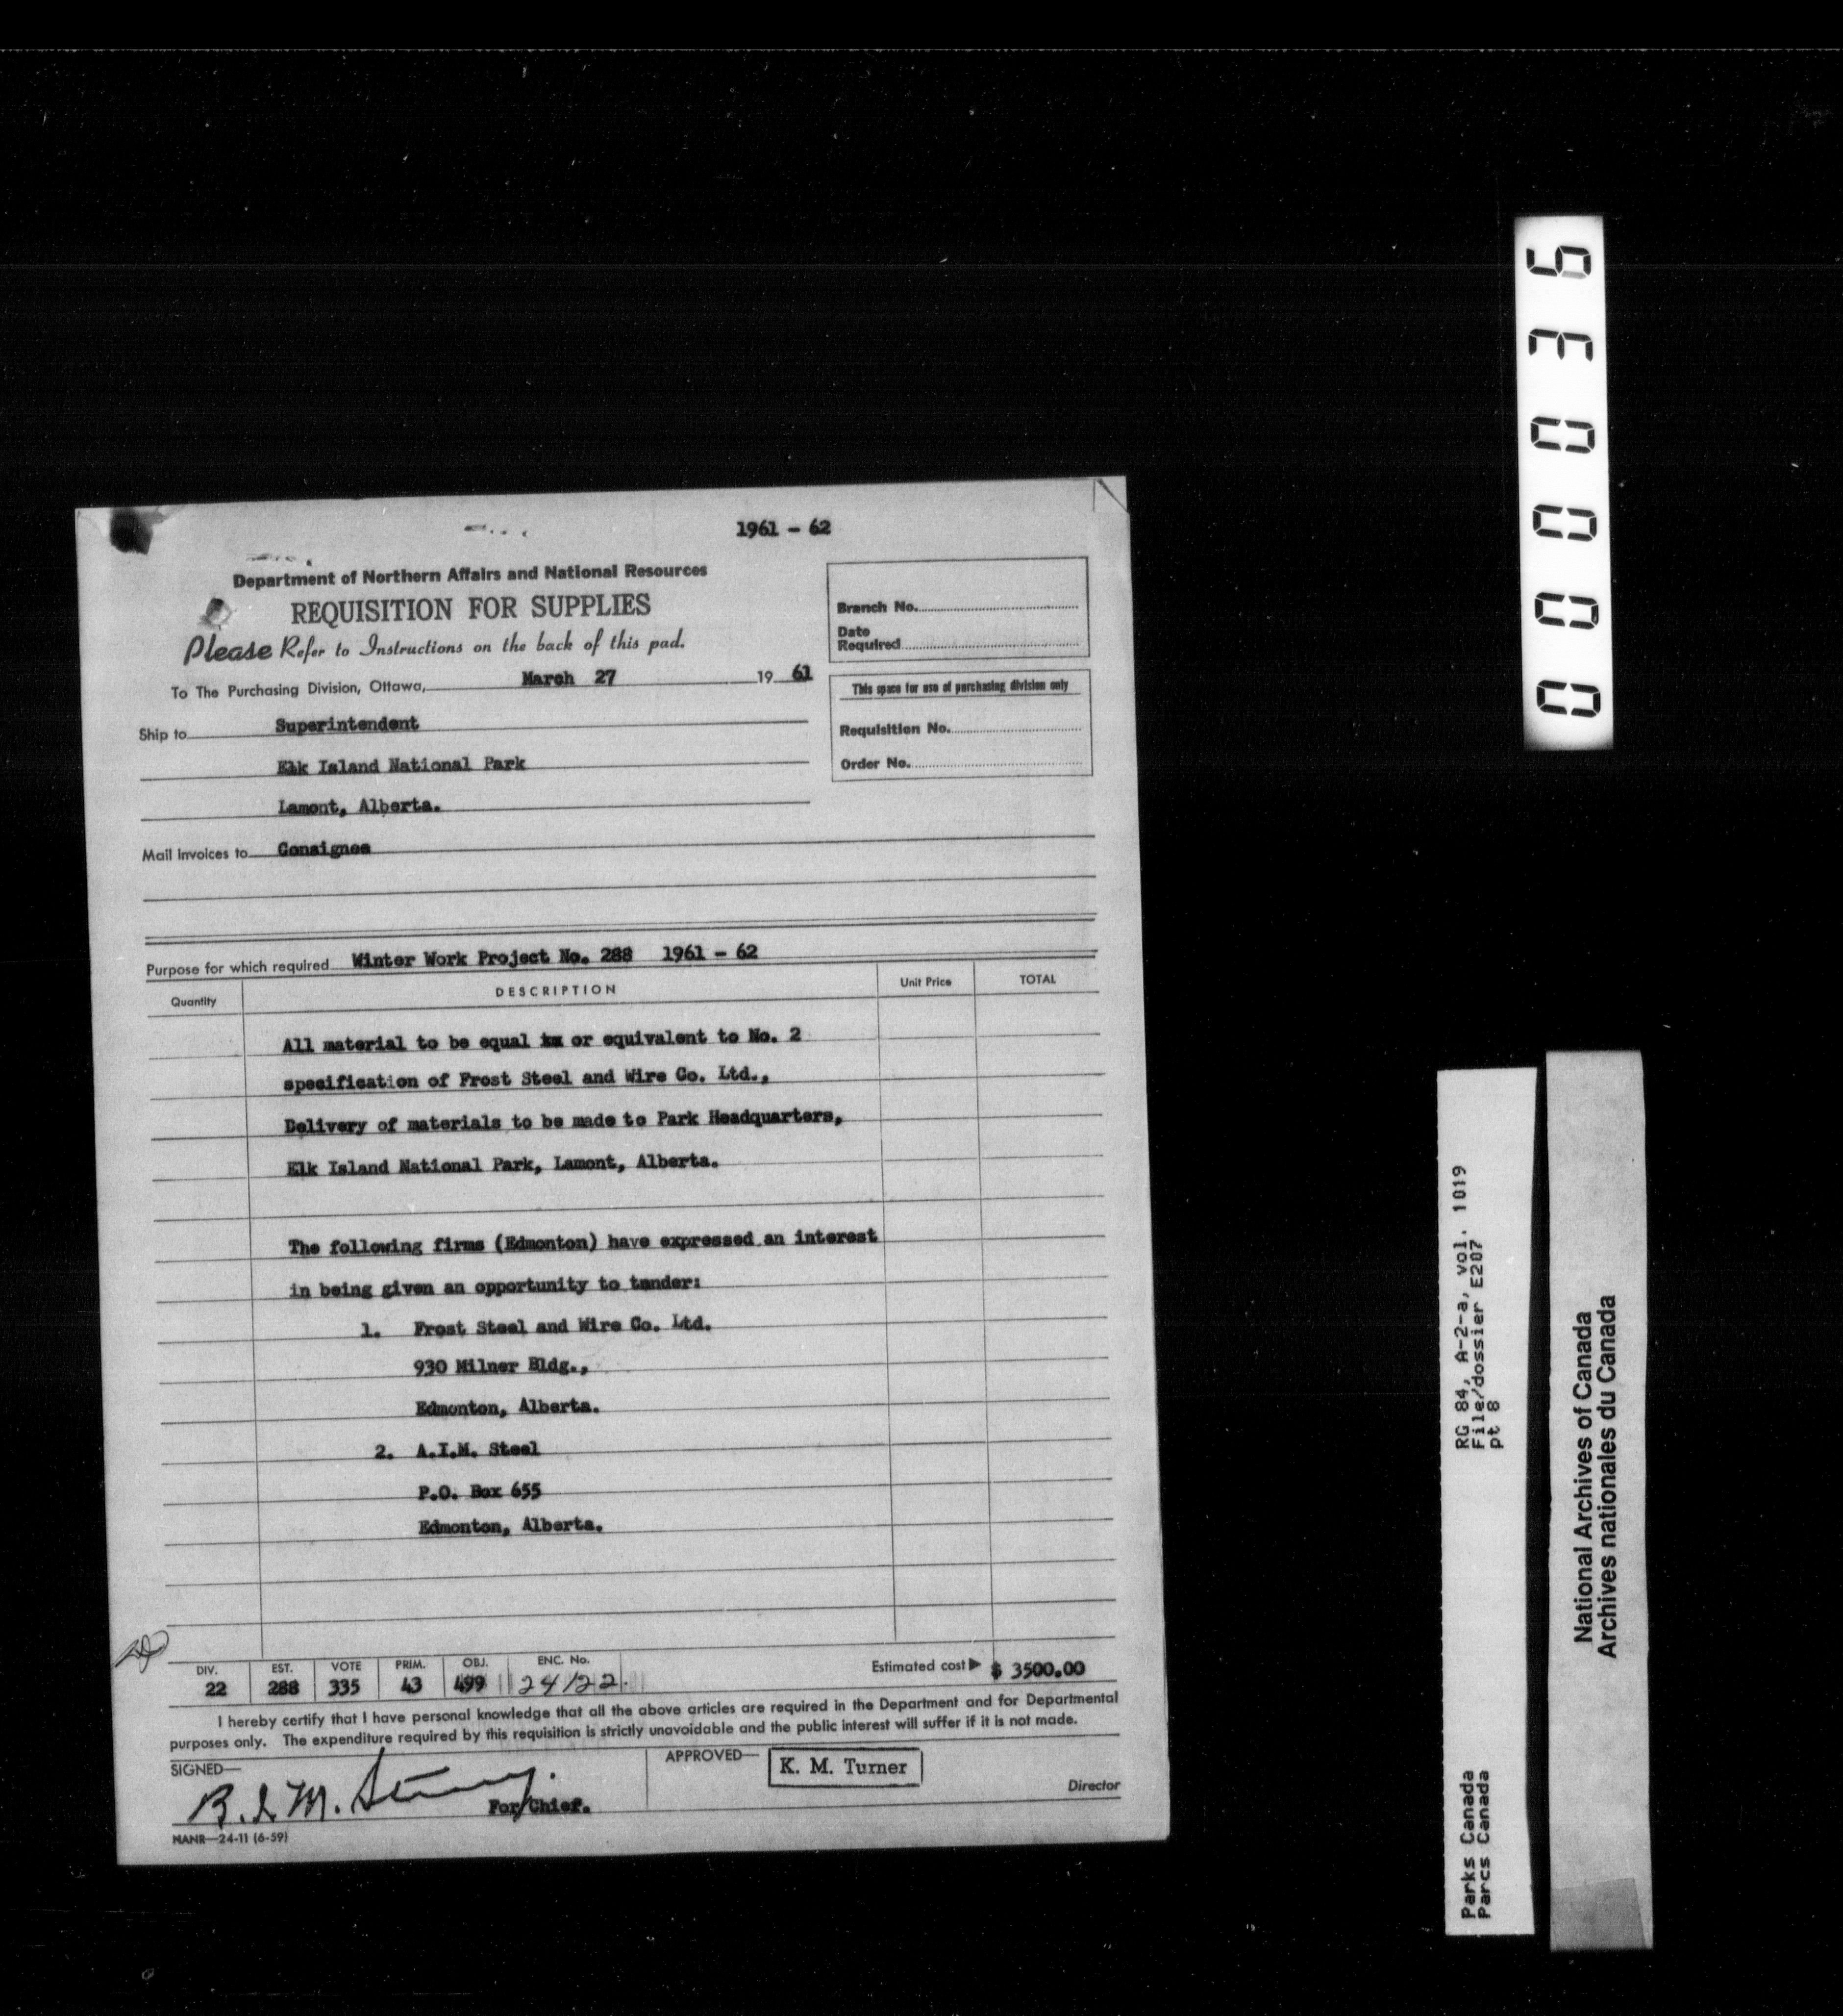 1961 - 62
Department of Northern Affairs and National Resources
REQUISITION FOR SUPPLIES
Please Refer to Instructions on the back of this pad.
Branch No.
Date
Required
To The Purchasing Division, Ottawa, March 27 19 61
This space for use of purchasing division only
Requisition No.
Order No.
Ship to Superintendent
Elk Island National Park
Lamont, Alberta.
Mail invoices to Consignee
Purpose for which required Winter Work Project No. 288 1961 - 62
Quantity DESCRIPTION Unit Price TOTAL
All material to be equal or equivalent to No. 2
specification of Frost Steel and Wire Co. Ltd.,
Delivery of materials to be made to Park Headquarters,
Elk Island National Park, Lamont, Alberta.
The following firms (Edmonton) have expressed an interest
in being given an opportunity to tender:
1. Frost Steel and Wire Co. Ltd.
930 Milner Bldg.,
Edmonton, Alberta.
2. A.I.M. Steel
P.O. Box 655
Edmonton, Alberta.
DIV. EST. VOTE PRIM. OBJ. ENC. No. Estimated cost ▶ $ 3500.00
22 288 335 43 499 24122.
I hereby certify that I have personal knowledge that all the above articles are required in the Department and for Departmental
purposes only. The expenditure required by this requisition is strictly unavoidable and the public interest will suffer if it is not made.
SIGNED— APPROVED— K. M. Turner
Director
For/Chief.
NANR—24-11 (6-59)
000036
RG 84, A-2-a, vol. 1019
File/dossier E207
pt 8
Parks Canada
Parcs Canada
National Archives of Canada
Archives nationales du Canada